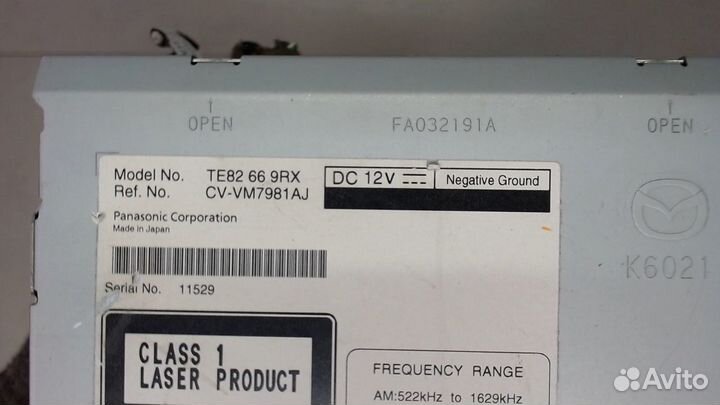 OPEN
FA032191A
OPEN
Model No. TE82 66 9RX
Ref. No. CV-VM7981AJ
DC 12V
Negative Ground
Panasonic Corporation
Made in Japan
Serial No. 11529
K6021
CLASS 1
LASER PRODUCT
FREQUENCY RANGE
AM:522kHz to 1629kHz
Avito